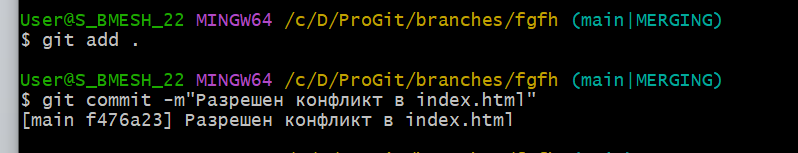 User@S_BMESH_22 MINGW64 /c/D/ProGit/branches/fgfh (main|MERGING)
$ git add .
User@S_BMESH_22 MINGW64 /c/D/ProGit/branches/fgfh (main|MERGING)
$ git commit -m"Разрешен конфликт в index.html"
[main f476a23] Разрешен конфликт в index.html